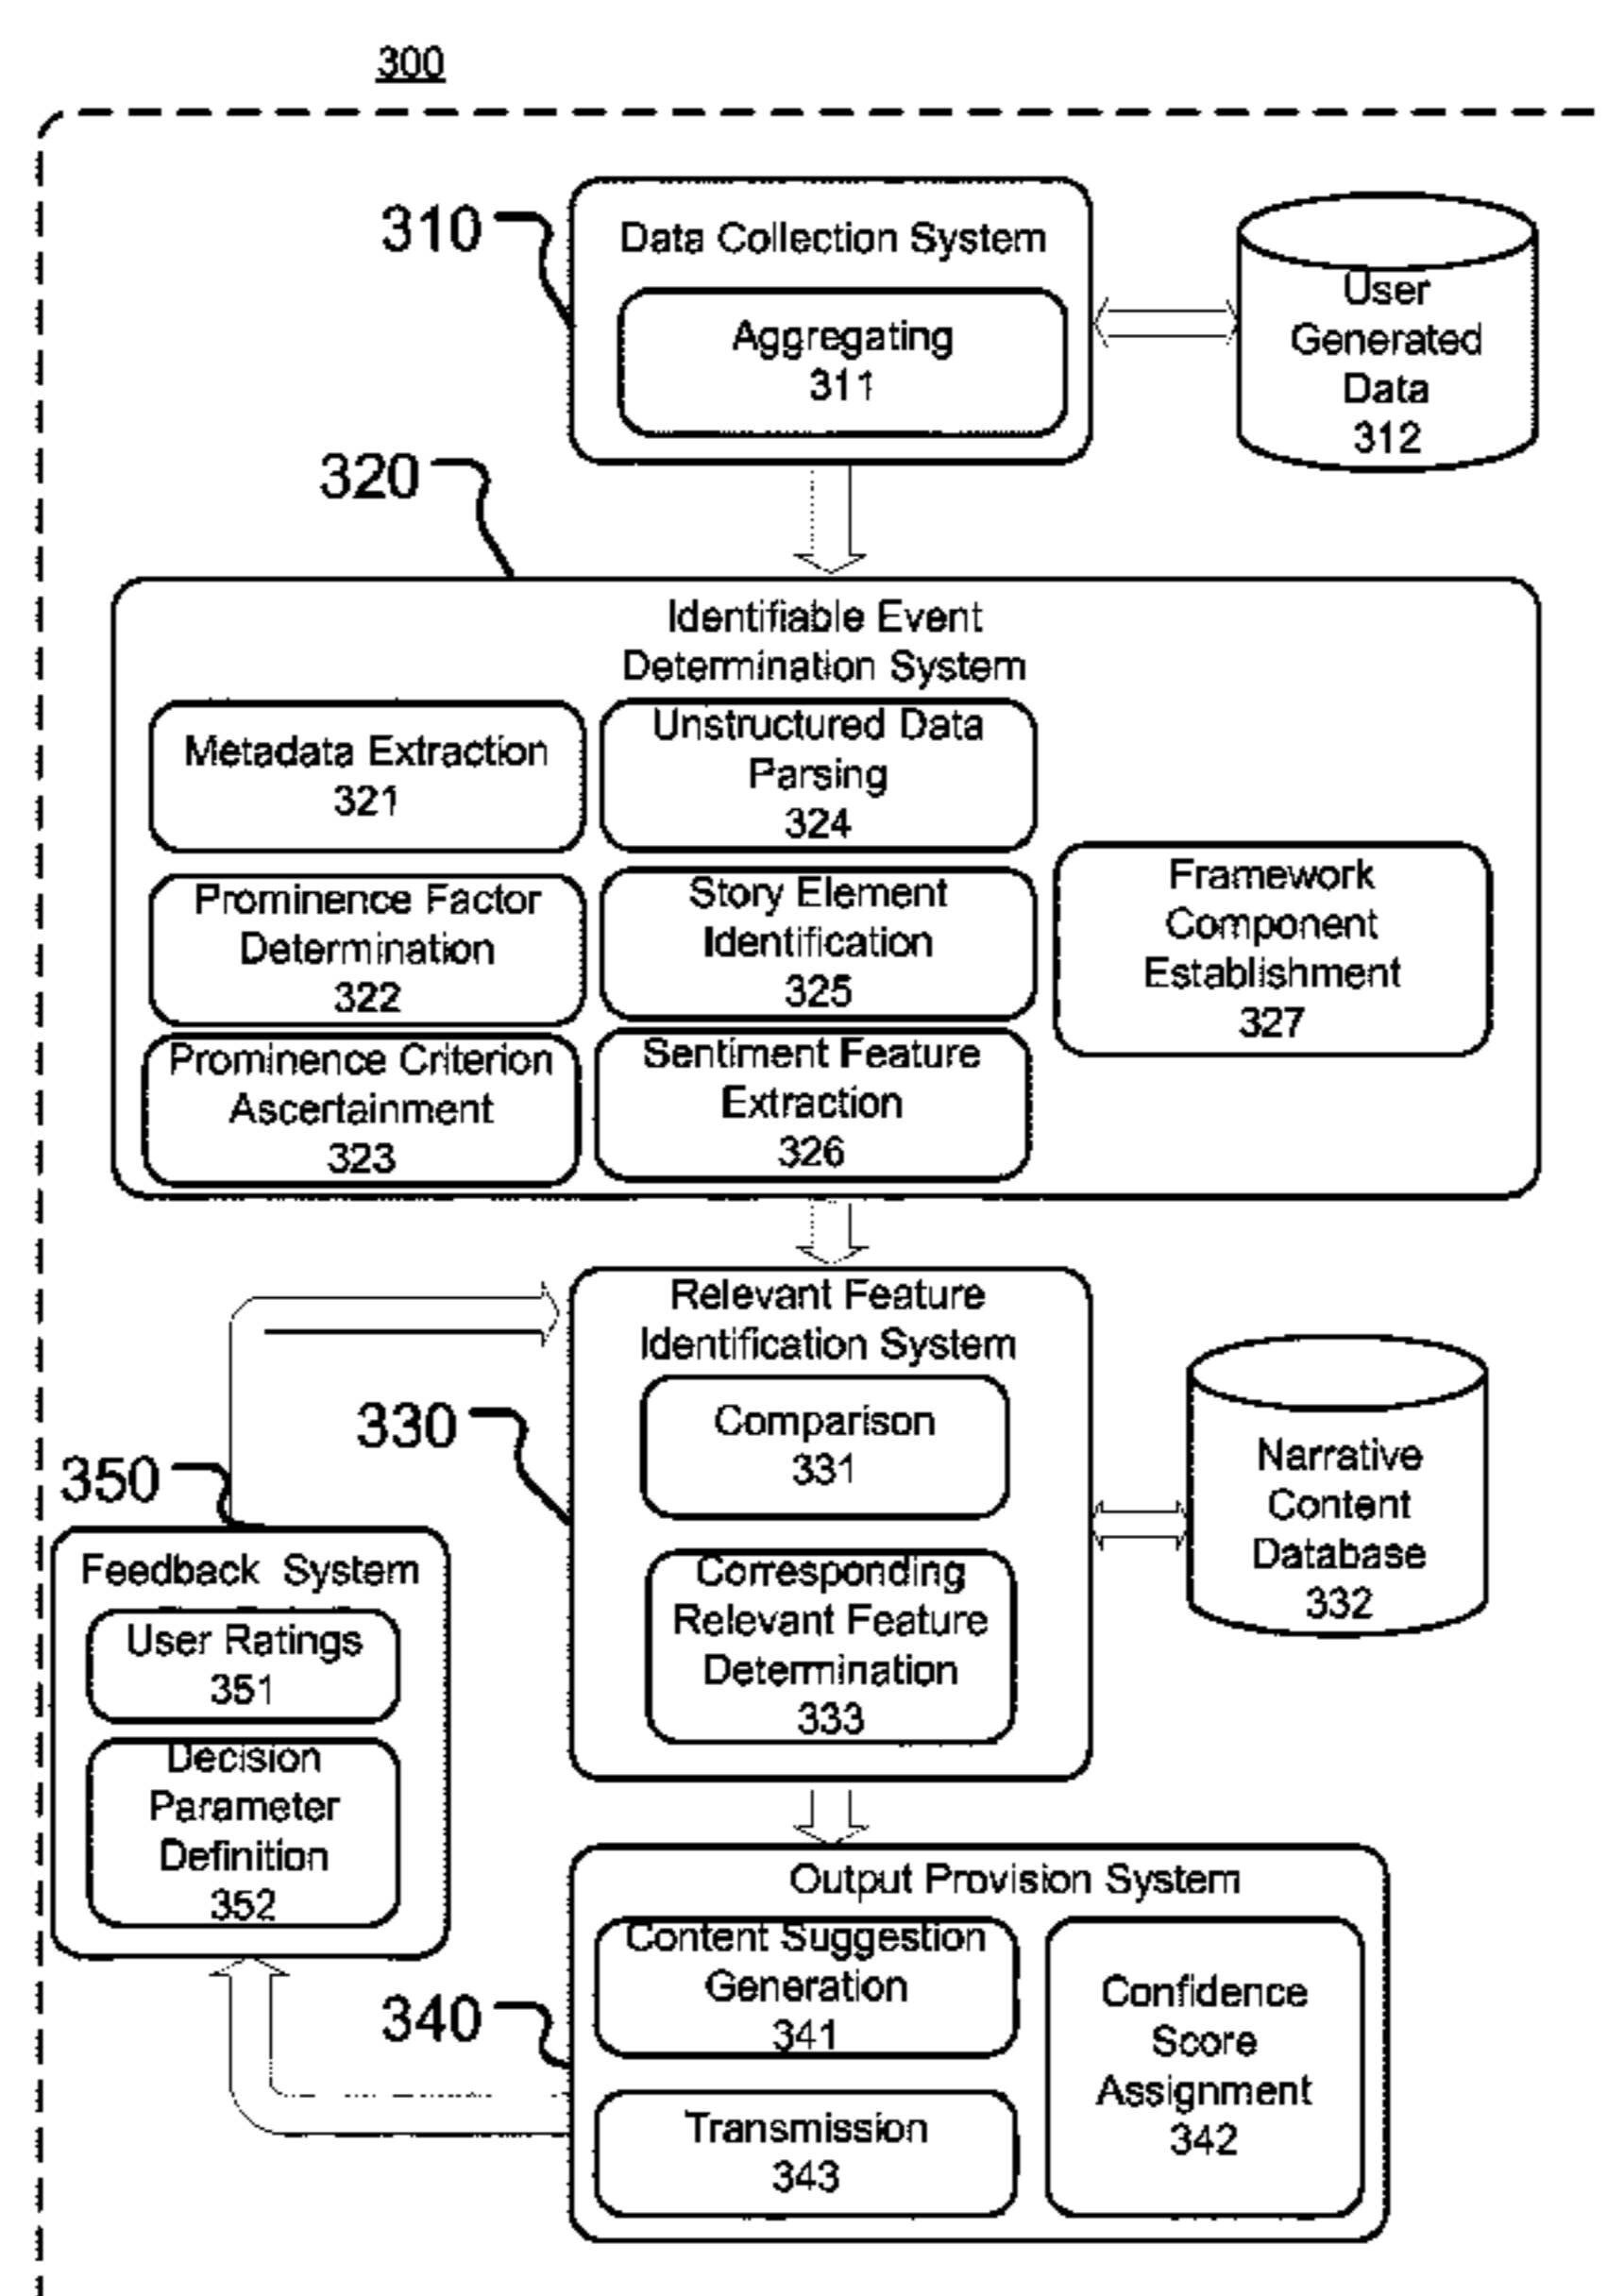 300
310
Data Collection System
Aggregating
311
User
Generated
Data
312
320
Identifiable Event
Determination System
Metadata Extraction
321
Unstructured Data
Parsing
324
Prominence Factor
Determination
322
Story Element
Identification
325
Framework
Component
Establishment
327
Prominence Criterion
Ascertainment
323
Sentiment Feature
Extraction
326
Relevant Feature
Identification System
330
Comparison
331
Corresponding
Relevant Feature
Determination
333
Narrative
Content
Database
332
350
Feedback System
User Ratings
351
Decision
Parameter
Definition
352
340
Output Provision System
Content Suggestion
Generation
341
Confidence
Score
Assignment
342
Transmission
343